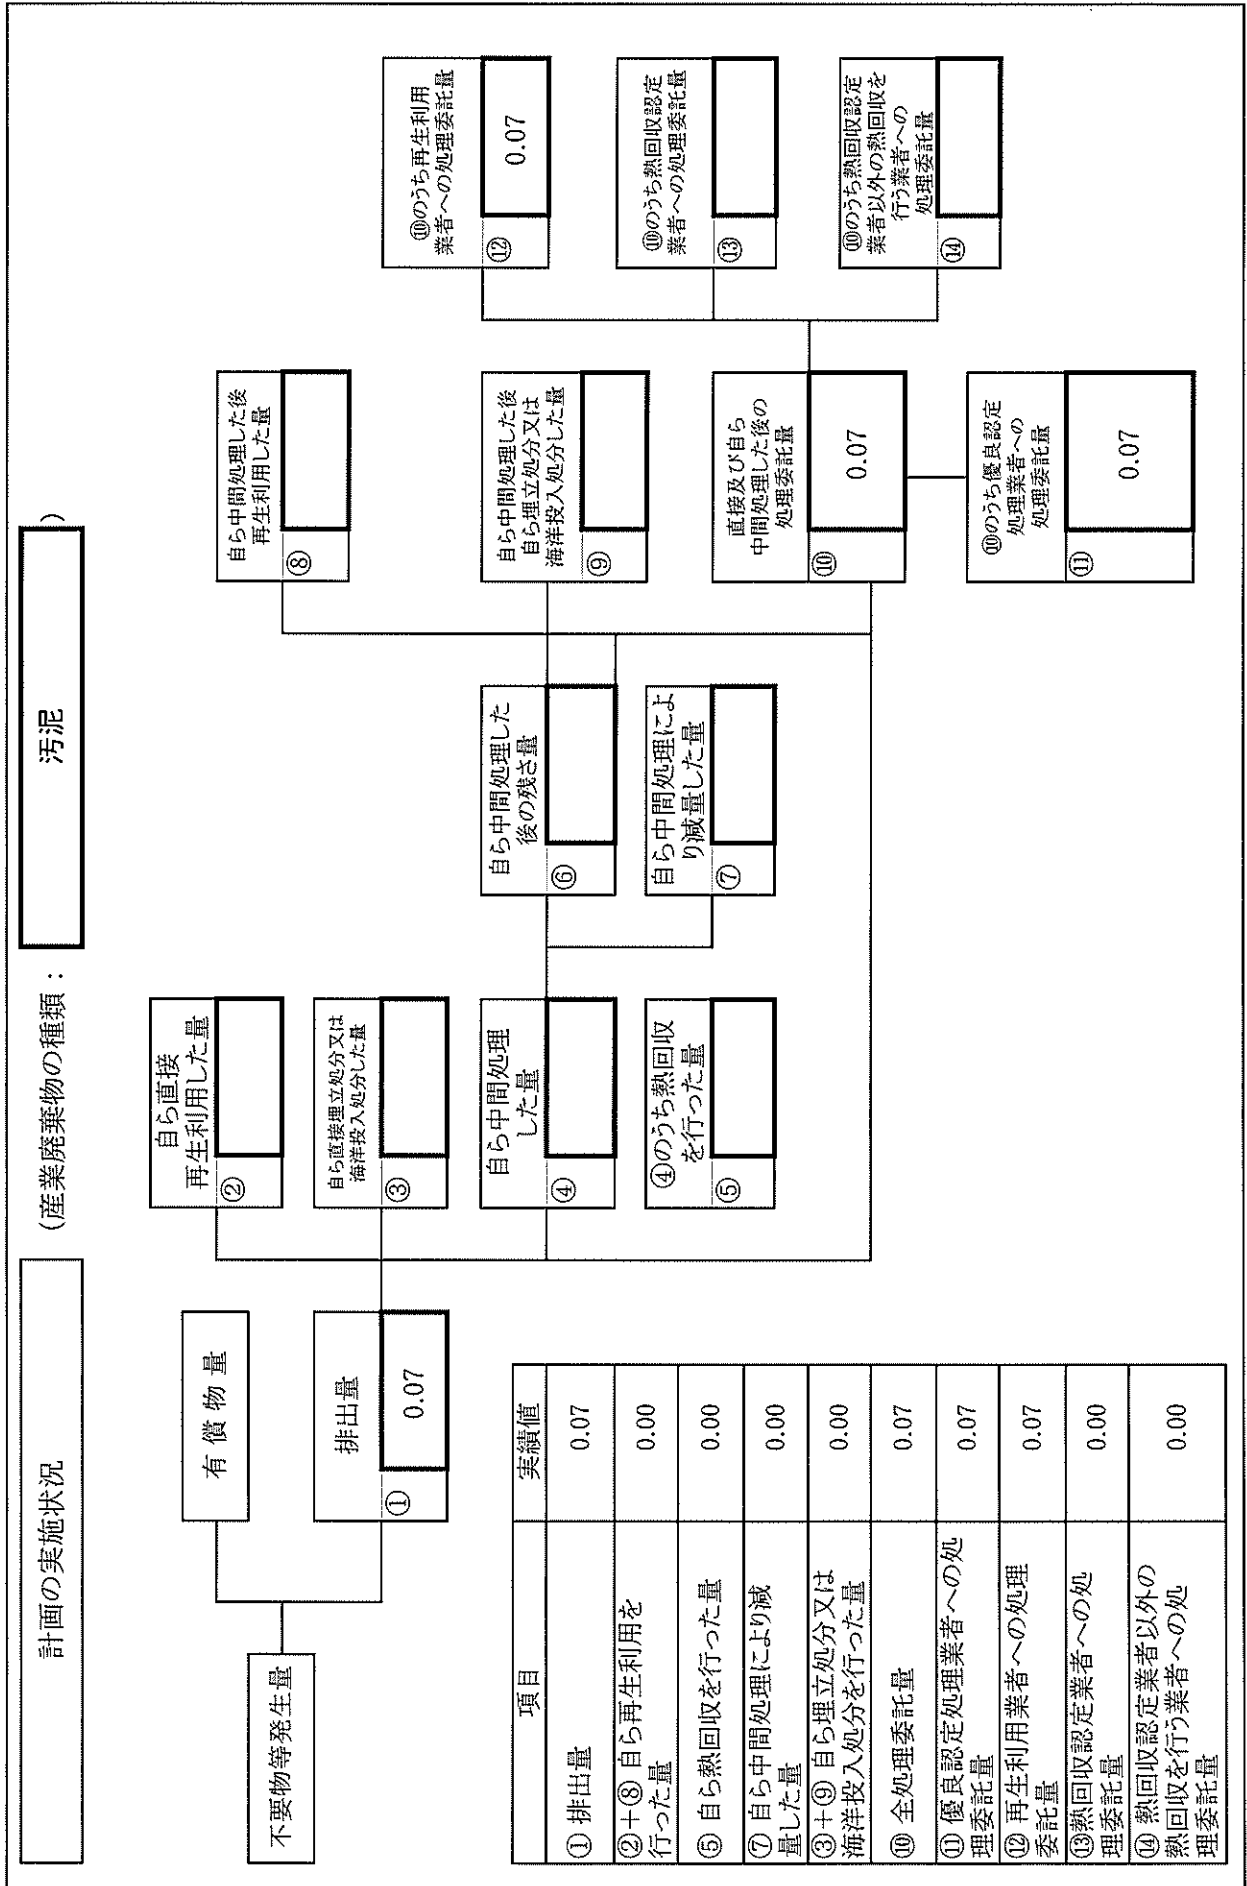 計画の実施状況
(産業廃棄物の種類：
汚泥
)
不要物等発生量
有償物量
排出量
①
0.07
自ら直接
再生利用した量
②
自ら直接埋立処分又は
海洋投入処分した量
③
自ら中間処理
した量
④
④のうち熱回収
を行った量
⑤
自ら中間処理した
後の残さ量
⑥
自ら中間処理によ
り減量した量
⑦
自ら中間処理した後
再生利用した量
⑧
自ら中間処理した後
自ら埋立処分又は
海洋投入処分した量
⑨
直接及び自ら
中間処理した後の
処理委託量
⑩
0.07
⑩のうち優良認定
処理業者への
処理委託量
⑪
0.07
⑩のうち再生利用
業者への処理委託量
⑫
0.07
⑩のうち熱回収認定
業者への処理委託量
⑬
⑩のうち熱回収認定
業者以外の熱回収を
行う業者への
処理委託量
⑭
項目
実績値
① 排出量
0.07
②＋⑧ 自ら再生利用を
行った量
0.00
⑤ 自ら熱回収を行った量
0.00
⑦ 自ら中間処理により減
量した量
0.00
③＋⑨ 自ら埋立処分又は
海洋投入処分を行った量
0.00
⑩ 全処理委託量
0.07
⑪ 優良認定処理業者への処
理委託量
0.07
⑫ 再生利用業者への処理
委託量
0.07
⑬熱回収認定業者への処
理委託量
0.00
⑭ 熱回収認定業者以外の
熱回収を行う業者への処
理委託量
0.00